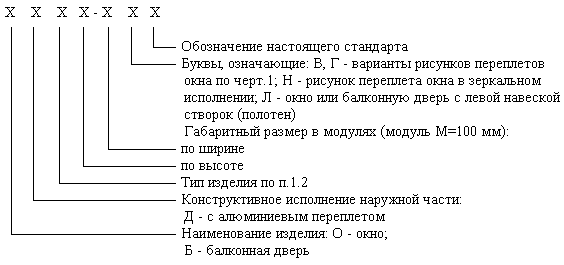 Х Х Х Х - Х Х Х
Обозначение настоящего стандарта
Буквы, означающие: В, Г - варианты рисунков переплетов
окна по черт.1; Н - рисунок переплета окна в зеркальном
исполнении; Л - окно или балконную дверь с левой навеской
створок (полотен)
Габаритный размер в модулях (модуль М=100 мм):
по ширине
по высоте
Тип изделия по п.1.2
Конструктивное исполнение наружной части:
Д - с алюминиевым переплетом
Наименование изделия: О - окно;
Б - балконная дверь